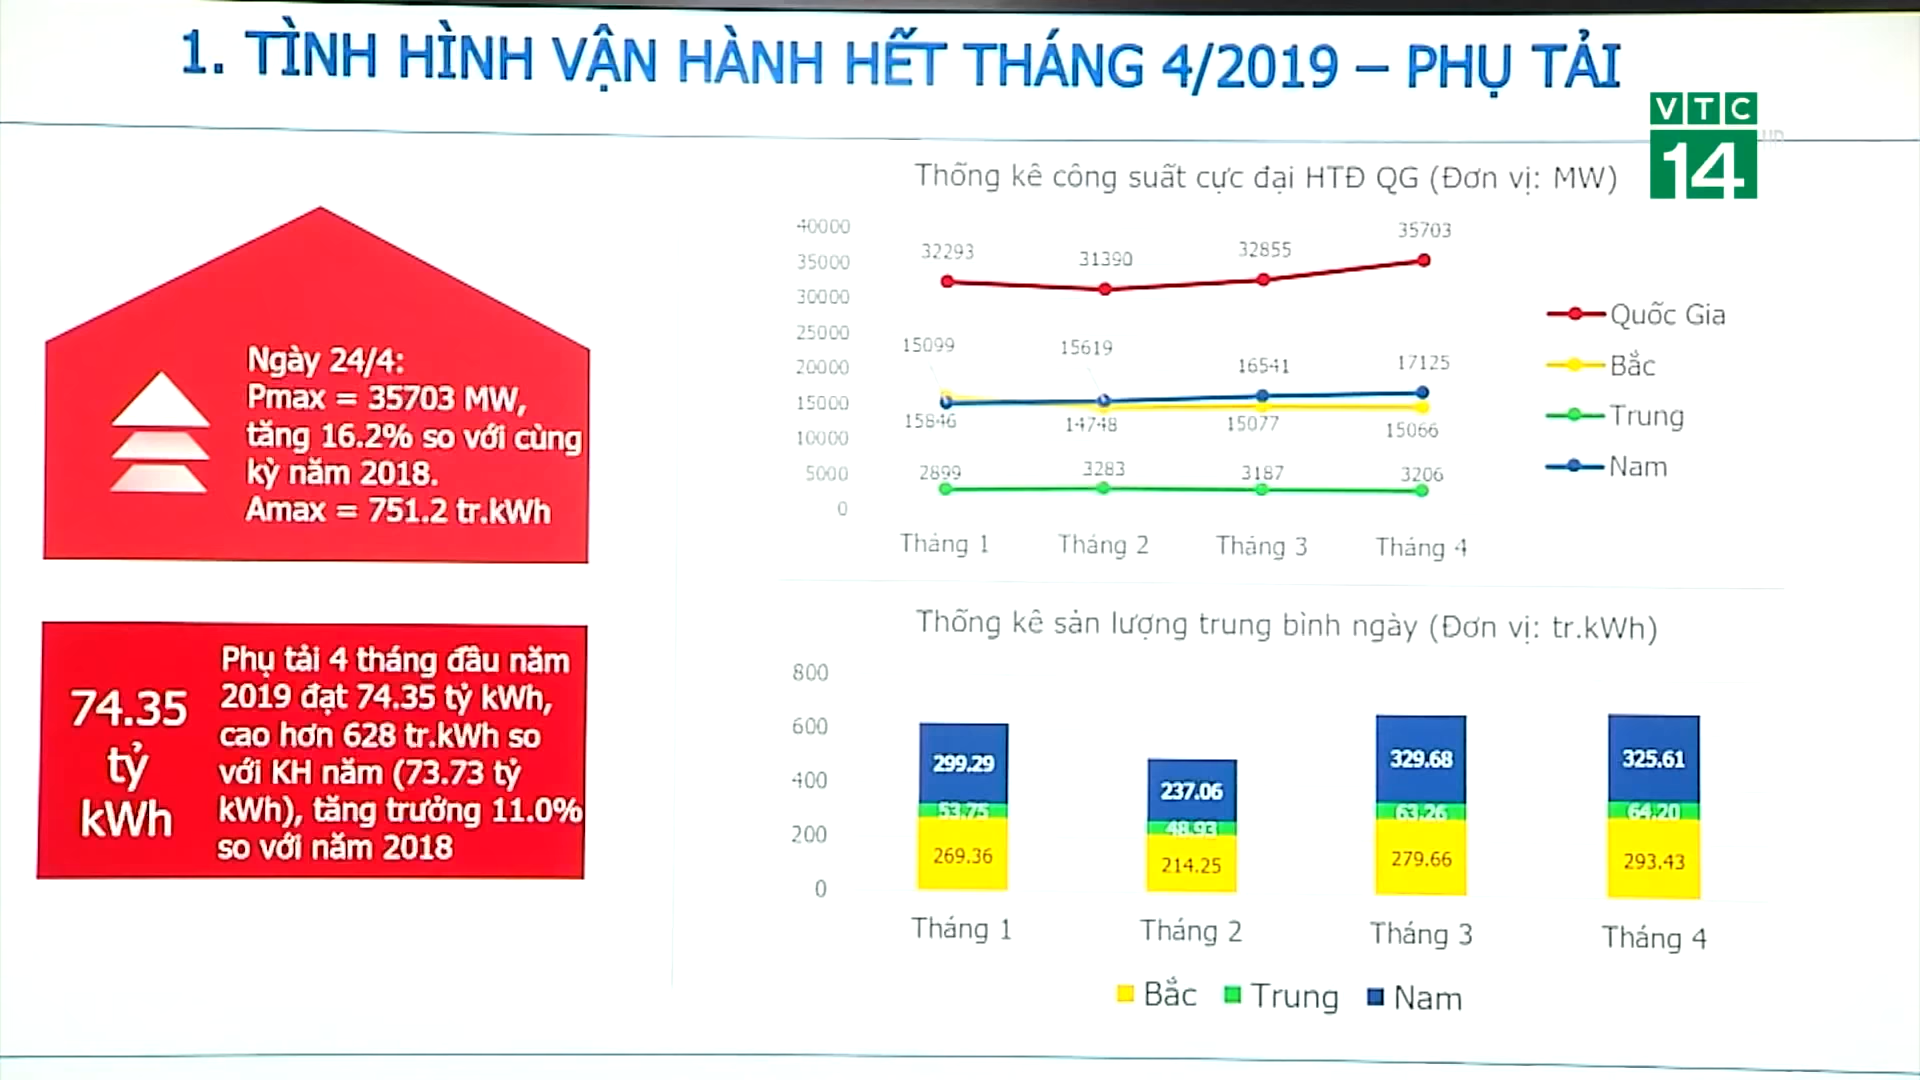 1. TÌNH HÌNH VẬN HÀNH HẾT THÁNG 4/2019 – PHỤ TẢI
VTC
14
HD
Ngày 24/4:
Pmax = 35703 MW,
tăng 16.2% so với cùng
kỳ năm 2018.
Amax = 751.2 tr.kWh
74.35
tỷ
kWh
Phụ tải 4 tháng đầu năm
2019 đạt 74.35 tỷ kWh,
cao hơn 628 tr.kWh so
với KH năm (73.73 tỷ
kWh), tăng trưởng 11.0%
so với năm 2018
Thống kê công suất cực đại HTĐ QG (Đơn vị: MW)
40000
35000
30000
25000
20000
15000
10000
5000
0
32293
31390
32855
35703
15099
15619
16541
17125
15846
14748
15077
15066
2899
3283
3187
3206
Tháng 1
Tháng 2
Tháng 3
Tháng 4
Quốc Gia
Bắc
Trung
Nam
Thống kê sản lượng trung bình ngày (Đơn vị: tr.kWh)
800
600
400
200
0
299.29
237.06
329.68
325.61
53.75
48.93
63.26
64.20
269.36
214.25
279.66
293.43
Tháng 1
Tháng 2
Tháng 3
Tháng 4
Bắc
Trung
Nam